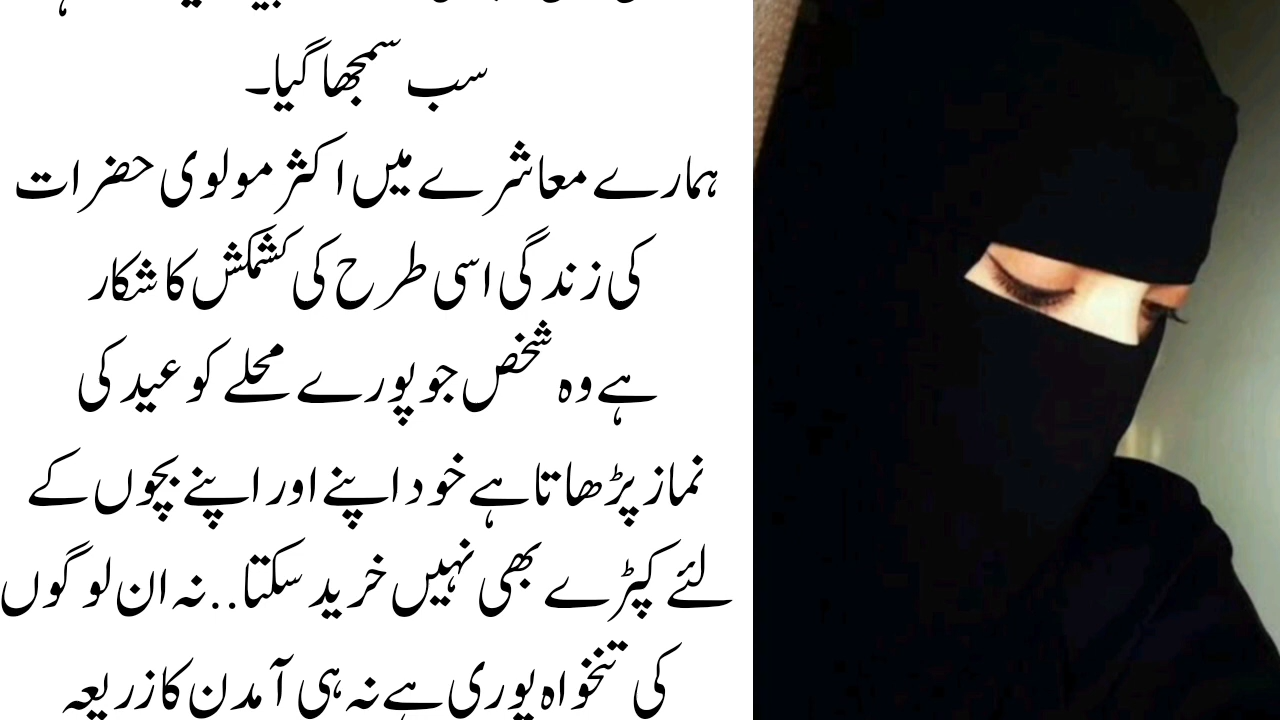 سب سمجھا گیا۔
ہمارے معاشرے میں اکثر مولوی حضرات
کی زندگی اسی طرح کی کشمکش کا شکار
ہے وہ شخص جو پورے محلے کو عید کی
نماز پڑھاتا ہے خود اپنے اور اپنے بچوں کے
لئے کپڑے بھی نہیں خرید سکتا..نہ ان لوگوں
کی تنخواہ پوری ہے نہ ہی آمدن کا زریعہ